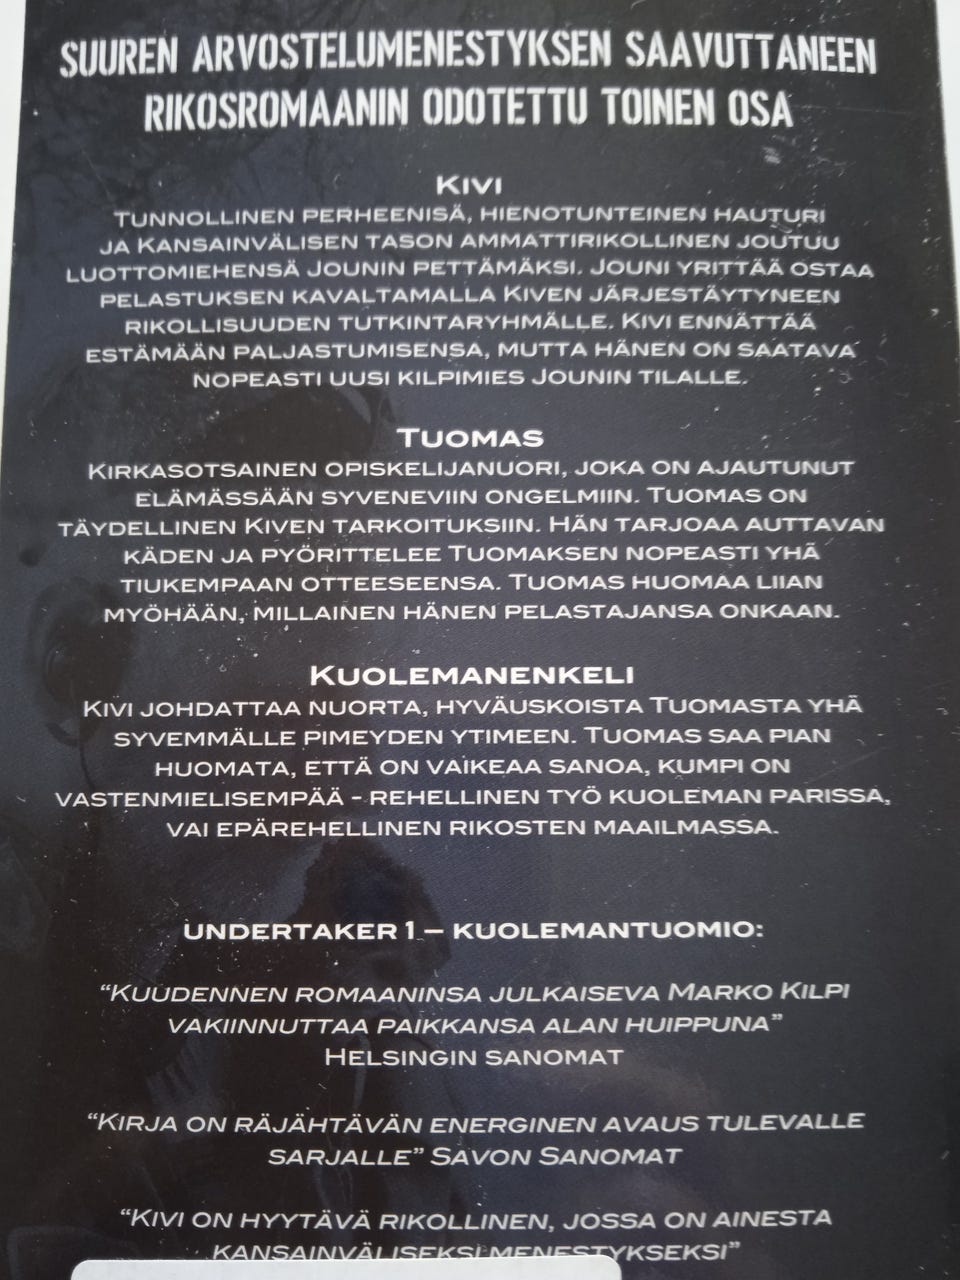 SUUREN ARVOSTELUMENESTYKSEN SAAVUTTANEEN
RIKOSROMAANIN ODOTETTU TOINEN OSA
KIVI
TUNNOLLINEN PERHEENISÄ, HIENOTUNTEINEN HAUTURI
JA KANSAINVÄLISEN TASON AMMATTIRIKOLLINEN JOUTUU
LUOTTOMIEHENSÄ JOUNIN PETTÄMÄKSI. JOUNI YRITTÄÄ OSTAA
PELASTUKSEN KAVALTAMALLA KIVEN JÄRJESTÄYTYNEEN
RIKOLLISUUDEN TUTKINTARYHMÄLLE. KIVI ENNÄTTÄÄ
ESTÄMÄÄN PALJASTUMISENSA, MUTTA HÄNEN ON SAATAVA
NOPEASTI UUSI KILPIMIES JOUNIN TILALLE.
TUOMAS
KIRKASOTSAINEN OPISKELIJANUORI, JOKA ON AJAUTUNUT
ELÄMÄSSÄÄN SYVENEVIIN ONGELMIIN. TUOMAS ON
TÄYDELLINEN KIVEN TARKOITUKSIIN. HÄN TARJOAA AUTTAVAN
KÄDEN JA PYÖRITTELEE TUOMAKSEN NOPEASTI YHÄ
TIUKEMPAAN OTTEESEENSA. TUOMAS HUOMAA LIIAN
MYÖHÄÄN, MILLAINEN HÄNEN PELASTAJANSA ONKAAN.
KUOLEMANENKELI
KIVI JOHDATTAA NUORTA, HYVÄUSKOISTA TUOMASTA YHÄ
SYVEMMÄLLE PIMEYDEN YTIMEEN. TUOMAS SAA PIAN
HUOMATA, ETTÄ ON VAIKEAA SANOA, KUMPI ON
VASTENMIELISEMPÄÄ - REHELLINEN TYÖ KUOLEMAN PARISSA,
VAI EPÄREHELLINEN RIKOSTEN MAAILMASSA.
UNDERTAKER 1 – KUOLEMANTUOMIO:
“KUUDENNEN ROMAANINSA JULKAISEVA MARKO KILPI
VAKIINNUTTAA PAIKKANSA ALAN HUIPPUNA”
HELSINGIN SANOMAT
“KIRJA ON RÄJÄHTÄVÄN ENERGINEN AVAUS TULEVALLE
SARJALLE” SAVON SANOMAT
“KIVI ON HYYTÄVÄ RIKOLLINEN, JOSSA ON AINESTA
KANSAINVÄLISEKSI MENESTYKSEKSI”